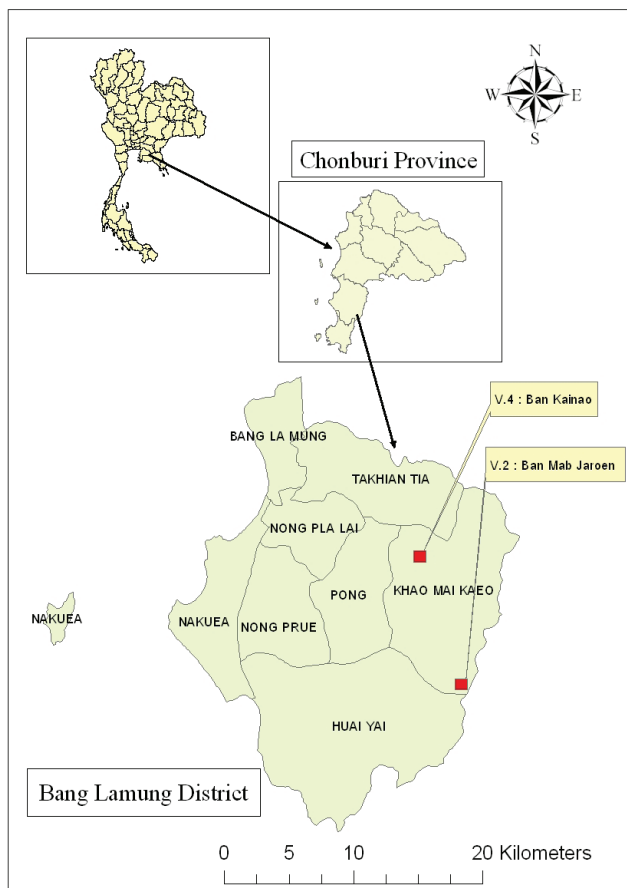 N
W E
S
Chonburi Province
V.4 : Ban Kainao
BANG LA MUNG
V.2 : Ban Mab Jaroen
TAKHIAN TIA
NONG PLA LAI
KHAO MAI KAEO
PONG
NAKUEA
NAKUEA
NONG PRUE
HUAI YAI
Bang Lamung District
0 5 10 20 Kilometers